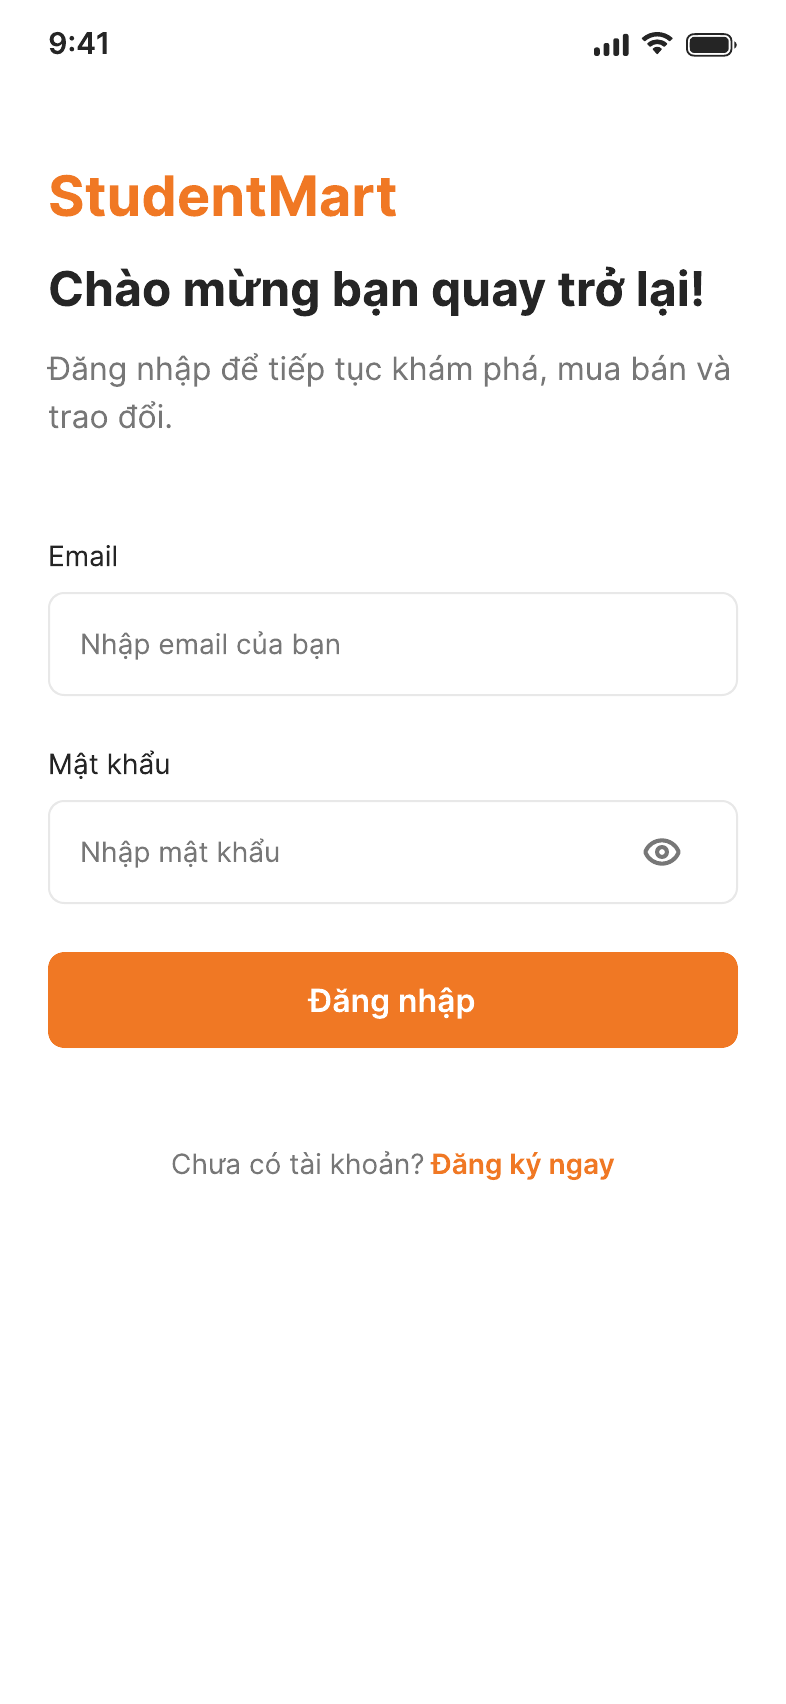 9:41
StudentMart
Chào mừng bạn quay trở lại!
Đăng nhập để tiếp tục khám phá, mua bán và
trao đổi.
Email
Nhập email của bạn
Mật khẩu
Nhập mật khẩu
Đăng nhập
Chưa có tài khoản? Đăng ký ngay